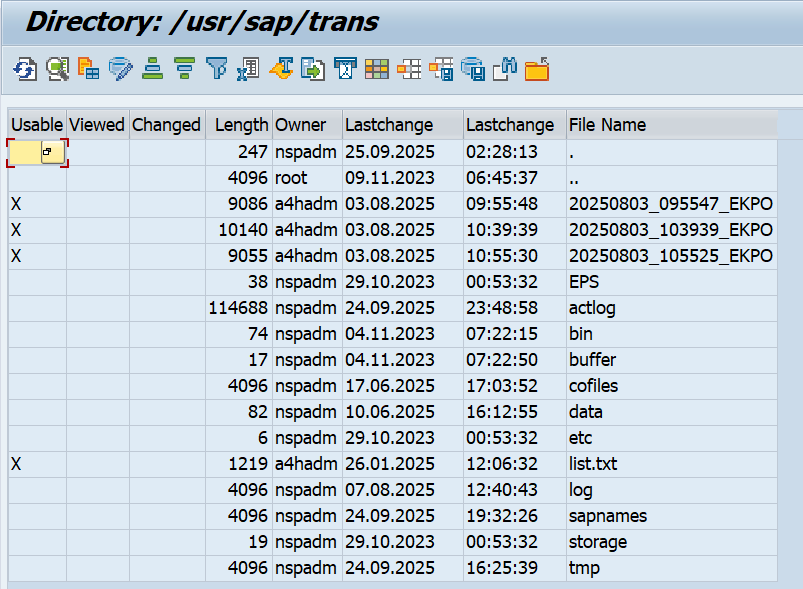 Directory: /usr/sap/trans
Usable Viewed Changed Length Owner Lastchange Lastchange File Name
247 nspadm 25.09.2025 02:28:13 .
4096 root 09.11.2023 06:45:37 ..
X 9086 a4hadm 03.08.2025 09:55:48 20250803_095547_EKPO
X 10140 a4hadm 03.08.2025 10:39:39 20250803_103939_EKPO
X 9055 a4hadm 03.08.2025 10:55:30 20250803_105525_EKPO
38 nspadm 29.10.2023 00:53:32 EPS
114688 nspadm 24.09.2025 23:48:58 actlog
74 nspadm 04.11.2023 07:22:15 bin
17 nspadm 04.11.2023 07:22:50 buffer
4096 nspadm 17.06.2025 17:03:52 cofiles
82 nspadm 10.06.2025 16:12:55 data
6 nspadm 29.10.2023 00:53:32 etc
X 1219 a4hadm 26.01.2025 12:06:32 list.txt
4096 nspadm 07.08.2025 12:40:43 log
4096 nspadm 24.09.2025 19:32:26 sapnames
19 nspadm 29.10.2023 00:53:32 storage
4096 nspadm 24.09.2025 16:25:39 tmp